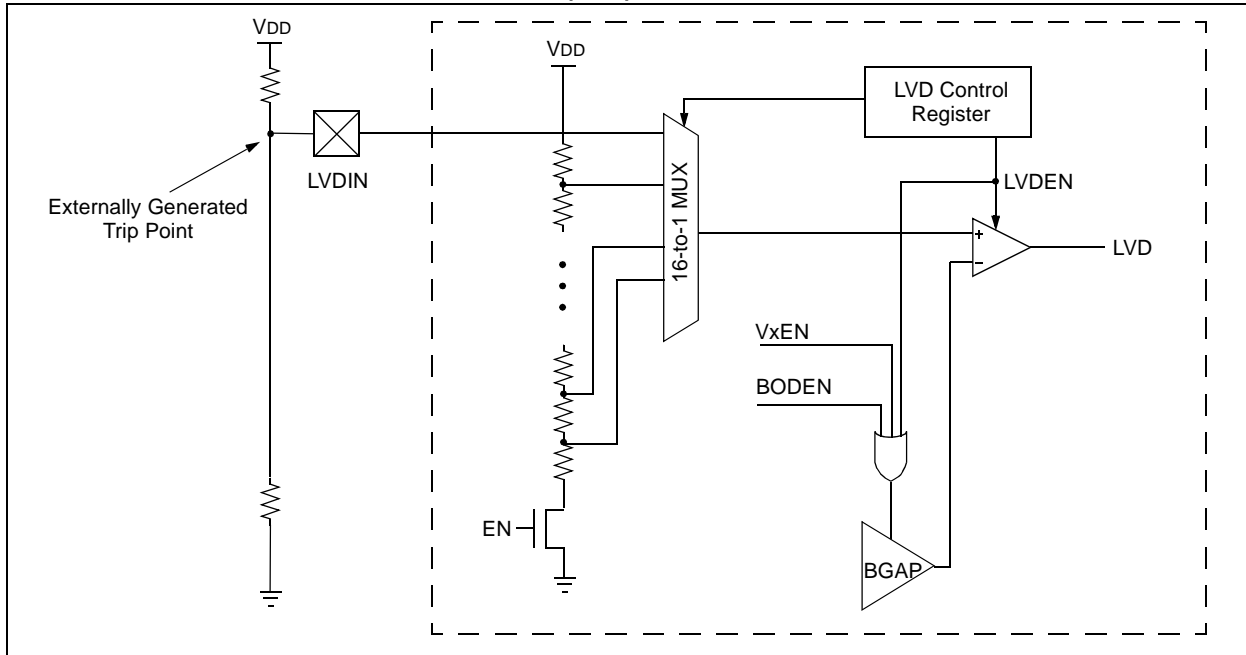 VDD
VDD
LVD Control
Register
LVDIN
16-to-1 MUX
LVDEN
Externally Generated
Trip Point
+
–
LVD
VxEN
BODEN
EN
BGAP